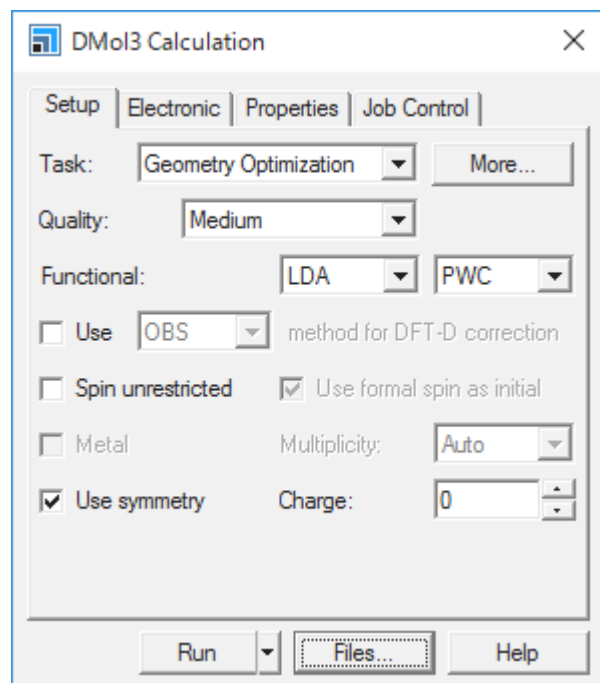 DMol3 Calculation
Setup Electronic Properties Job Control
Task: Geometry Optimization More...
Quality: Medium
Functional: LDA PWC
Use OBS method for DFT-D correction
Spin unrestricted Use formal spin as initial
Metal Multiplicity: Auto
Use symmetry Charge: 0
Run Files... Help